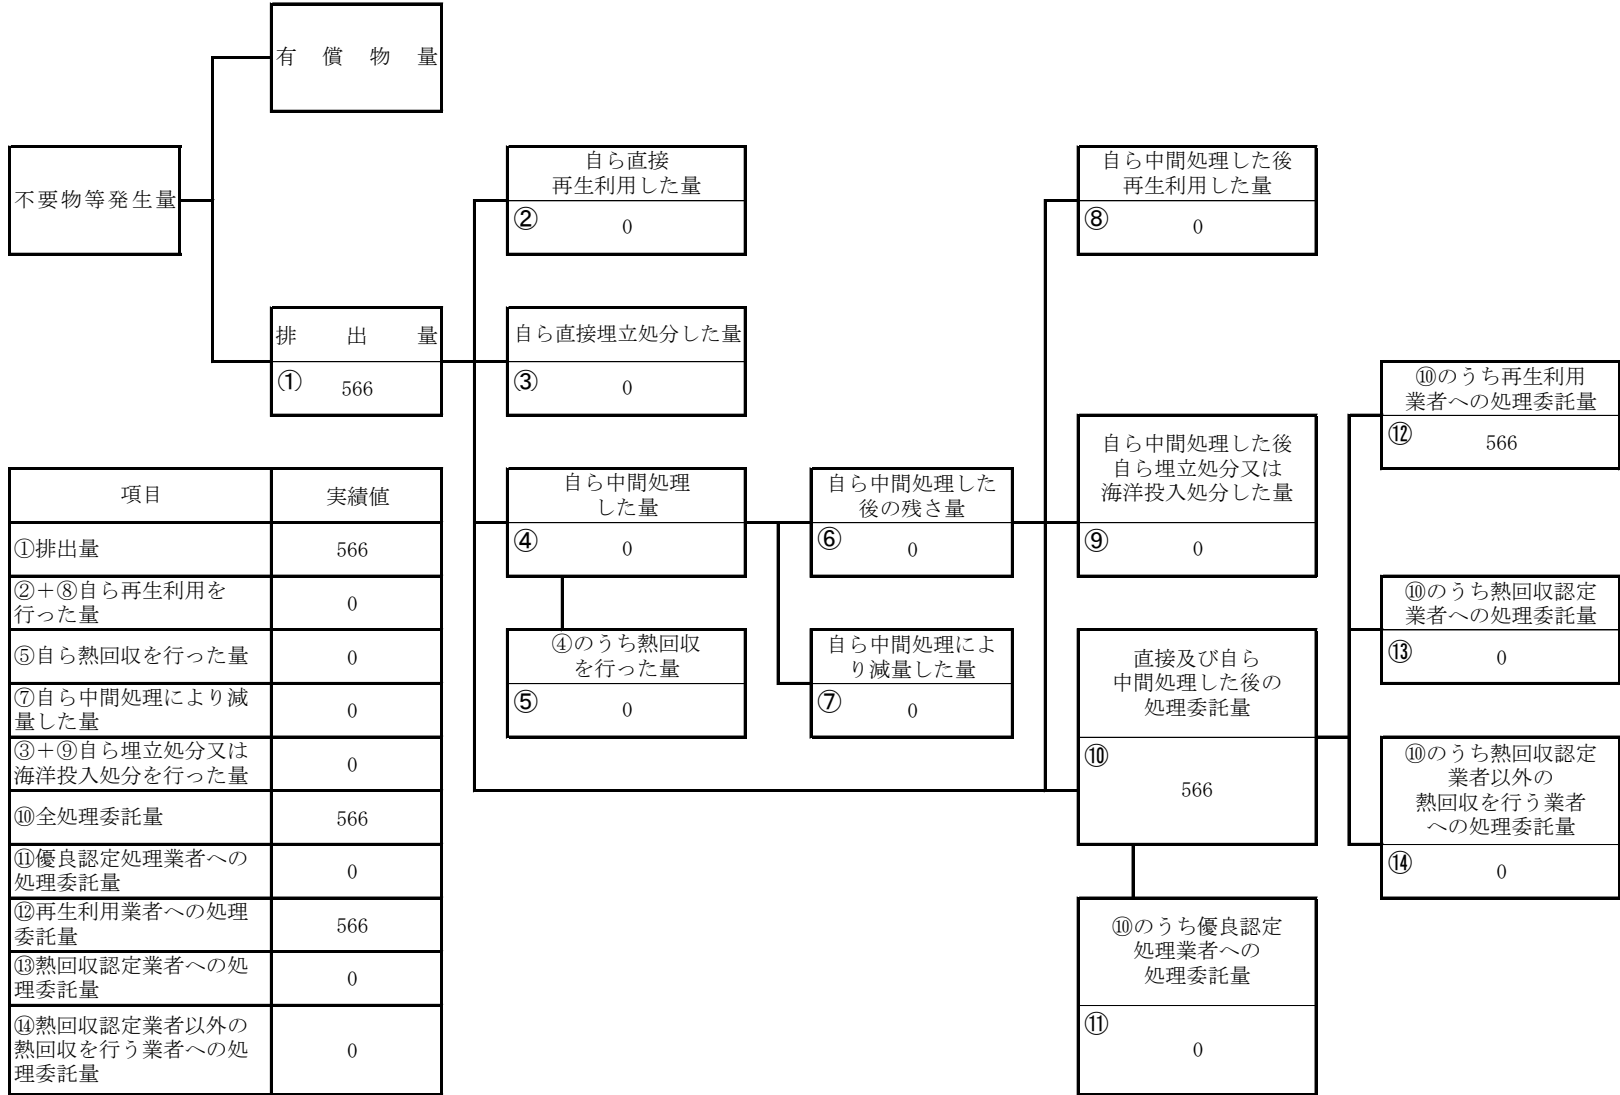 有償物量
不要物等発生量
排出量
① 566
自ら直接
再生利用した量
② 0
自ら直接埋立処分した量
③ 0
自ら中間処理
した量
④ 0
④のうち熱回収
を行った量
⑤ 0
自ら中間処理した
後の残さ量
⑥ 0
自ら中間処理によ
り減量した量
⑦ 0
自ら中間処理した後
再生利用した量
⑧ 0
自ら中間処理した後
自ら埋立処分又は
海洋投入処分した量
⑨ 0
直接及び自ら
中間処理した後の
処理委託量
⑩
566
⑩のうち優良認定
処理業者への
処理委託量
⑪
0
⑩のうち再生利用
業者への処理委託量
⑫ 566
⑩のうち熱回収認定
業者への処理委託量
⑬ 0
⑩のうち熱回収認定
業者以外の
熱回収を行う業者
への処理委託量
⑭ 0
項目 実績値
①排出量 566
②+⑧自ら再生利用を
行った量
0
⑤自ら熱回収を行った量 0
⑦自ら中間処理により減
量した量
0
③+⑨自ら埋立処分又は
海洋投入処分を行った量
0
⑩全処理委託量 566
⑪優良認定処理業者への
処理委託量
0
⑫再生利用業者への処理
委託量
566
⑬熱回収認定業者への処
理委託量
0
⑭熱回収認定業者以外の
熱回収を行う業者への処
理委託量
0